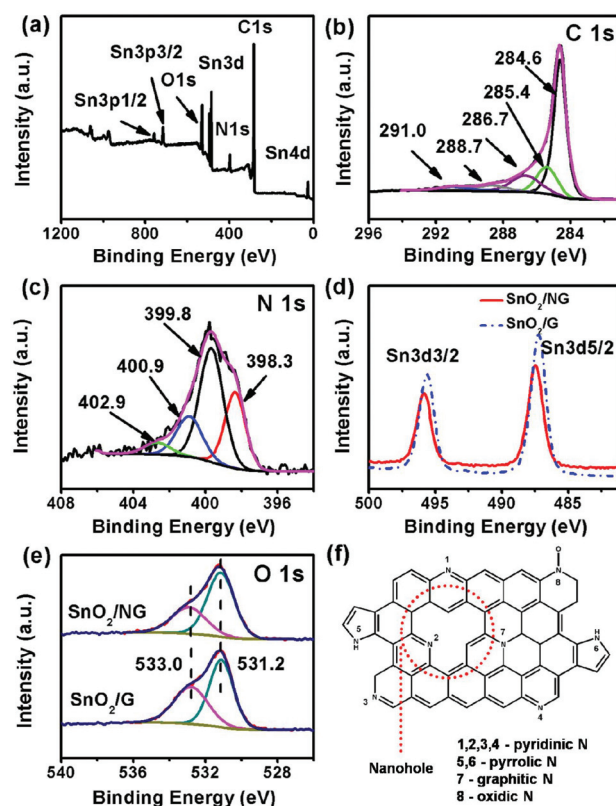 (a)
C1s
Sn3p3/2
O1s
Sn3d
Sn3p1/2
N1s
Sn4d
Intensity (a.u.)
1200 800 400 0
Binding Energy (eV)
(b)
C 1s
284.6
285.4
286.7
288.7
291.0
Intensity (a.u.)
296 292 288 284
Binding Energy (eV)
(c)
N 1s
399.8
400.9
398.3
402.9
Intensity (a.u.)
408 404 400 396
Binding Energy (eV)
(d)
SnO2/NG
SnO2/G
Sn3d3/2
Sn3d5/2
Intensity (a.u.)
500 495 490 485
Binding Energy (eV)
(e)
O 1s
SnO2/NG
533.0
531.2
SnO2/G
Intensity (a.u.)
540 536 532 528
Binding Energy (eV)
(f)
O
1
N
N
8
5
N
H
N
2
7
N
H
N
6
3
N
N
4
Nanohole
1,2,3,4 - pyridinic N
5,6 - pyrrolic N
7 - graphitic N
8 - oxidic N